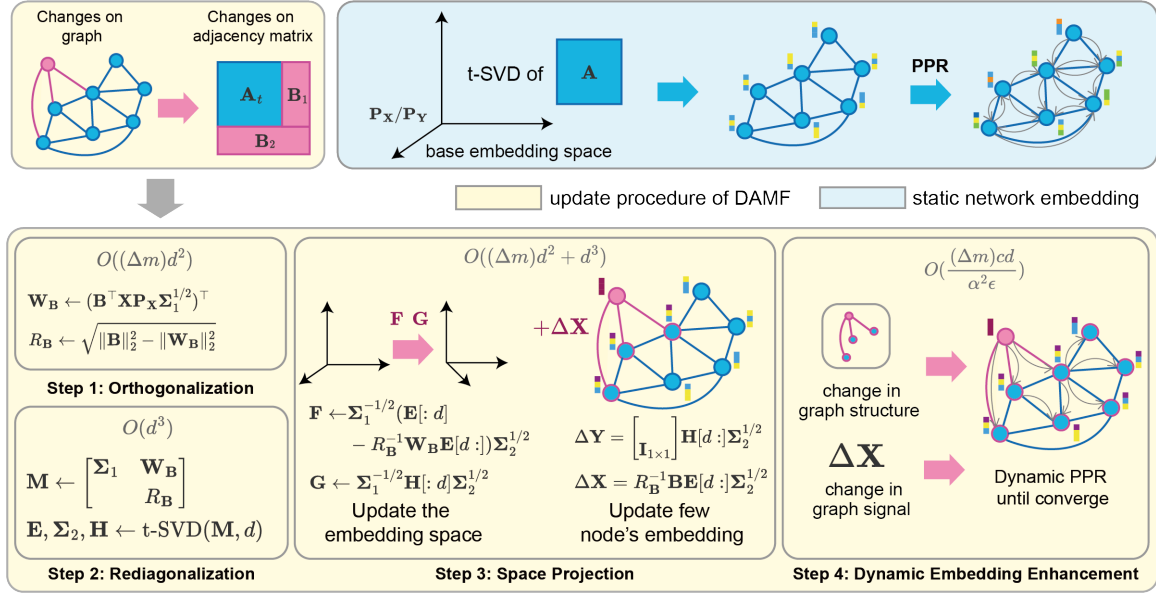 Changes on
graph
Changes on
adjacency matrix
A_t
B_1
B_2
P_X/P_Y
base embedding space
t-SVD of
A
PPR
update procedure of DAMF
static network embedding
O((Δm)d²)
W_B ← (B^⊤XP_XΣ_1^{1/2})^⊤
R_B ← √(‖B‖_2^2 − ‖W_B‖_2^2)
Step 1: Orthogonalization
O(d³)
M ← [Σ_1 W_B
R_B]
E, Σ_2, H ← t-SVD(M, d)
Step 2: Rediagonalization
O((Δm)d² + d³)
F G
+ΔX
F ←Σ_1^{-1/2}(E[: d]
− R_B^{-1}W_BE[d :])Σ_2^{1/2}
G ← Σ_1^{-1/2}H[: d]Σ_2^{1/2}
Update the
embedding space
ΔY = [I_{1×1}] H[d :]Σ_2^{1/2}
ΔX = R_B^{-1}BE[d :]Σ_2^{1/2}
Update few
node's embedding
Step 3: Space Projection
O((Δm)cd / α²ϵ)
change in
graph structure
ΔX
change in
graph signal
Dynamic PPR
until converge
Step 4: Dynamic Embedding Enhancement